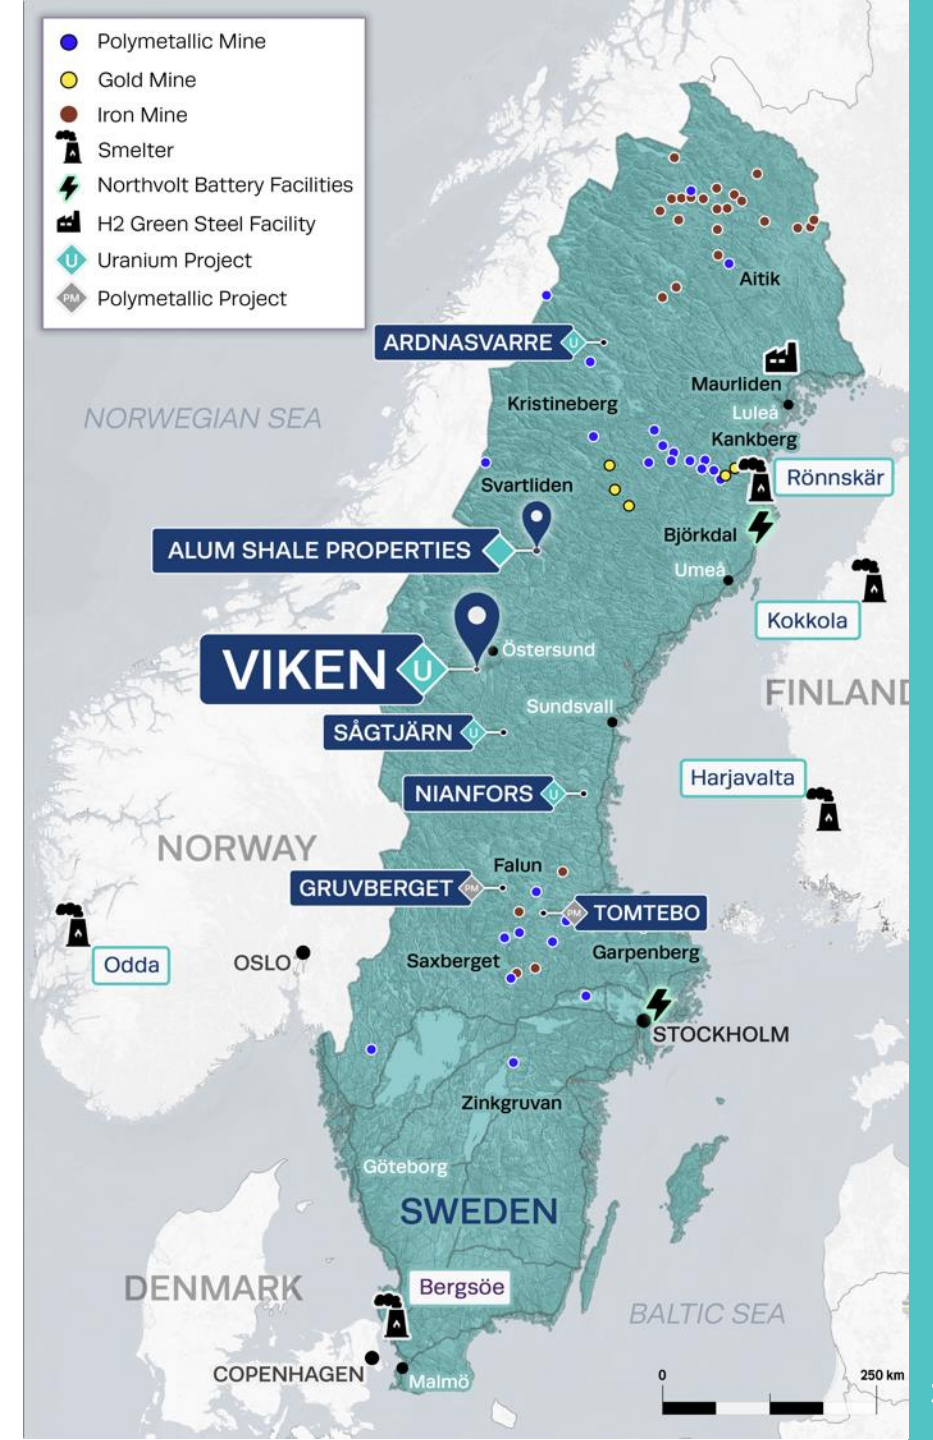 Polymetallic Mine
Gold Mine
Iron Mine
Smelter
Northvolt Battery Facilities
H2 Green Steel Facility
U Uranium Project
PM Polymetallic Project
Aitik
ARDNASVARRE U
Maurliden
Kristineberg
Luleå
NORWEGIAN SEA
Kankberg
Rönnskär
Svartliden
Björkdal
ALUM SHALE PROPERTIES
Umeå
Kokkola
Östersund
VIKEN U
FINLAND
Sundsvall
SÅGTJÄRN U
Harjavalta
NIANFORS U
NORWAY
Falun
GRUVBERGET PM
PM TOMTEBO
Garpenberg
Saxberget
OSLO
Odda
STOCKHOLM
Zinkgruvan
Göteborg
SWEDEN
DENMARK
Bergsöe
BALTIC SEA
COPENHAGEN
Malmö
0 250 km